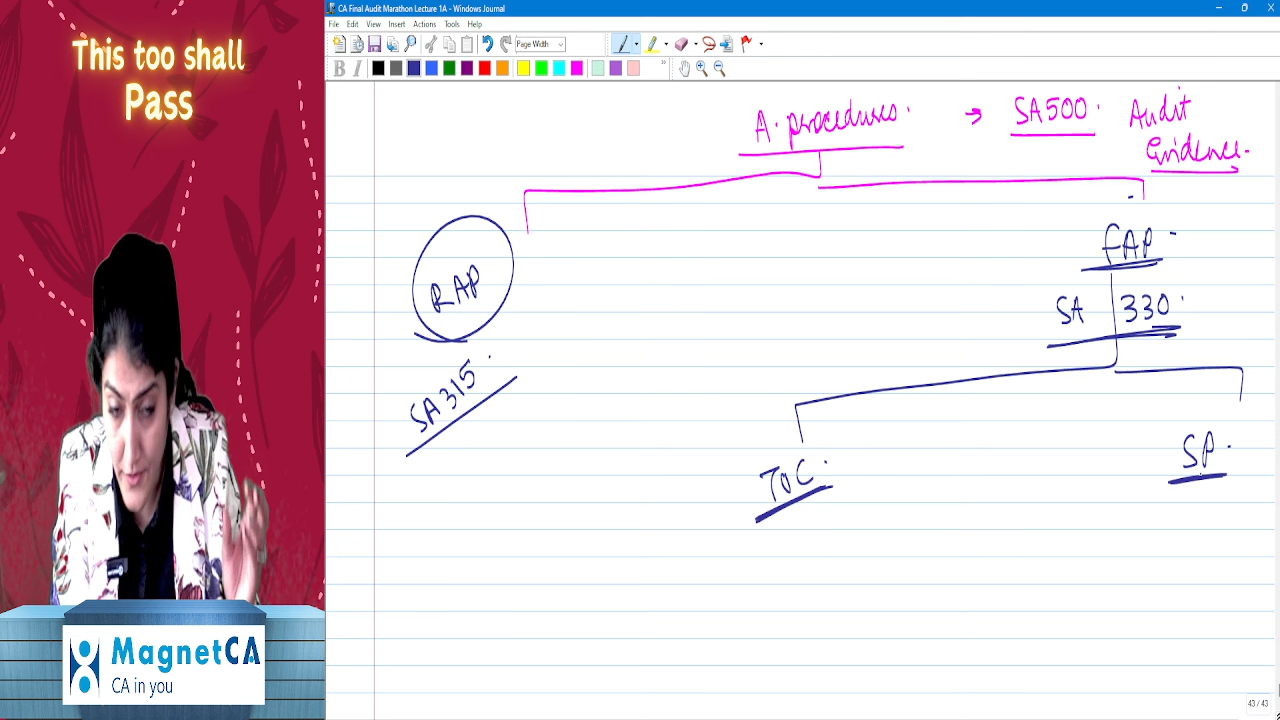 This too shall
Pass
CA Final Audit Marathon Lecture 1A - Windows Journal
File Edit View Insert Actions Tools Help
Page Width
B I
A. procedures. → SA500. Audit
Evidence.
FAP.
RAP
SA 330.
SA315.
TOC.
SP.
MagnetCA
CA in you
43 / 43